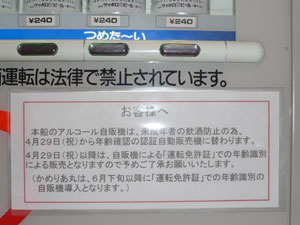 ¥240
¥240
¥240
つめた〜い
運転は法律で禁止されています。
お客様へ
本船のアルコール自販機は、未成年者の飲酒防止の為、
4月29日(祝)から年齢確認の認証自動販売機に替わります。
4月29日(祝)以降は、自販機による「運転免許証」での年齢識別
による販売となりますので予めご了承お願いいたします。
(かめりあ丸は、6月下旬以降に「運転免許証」での年齢識別の
自販機導入となります。)